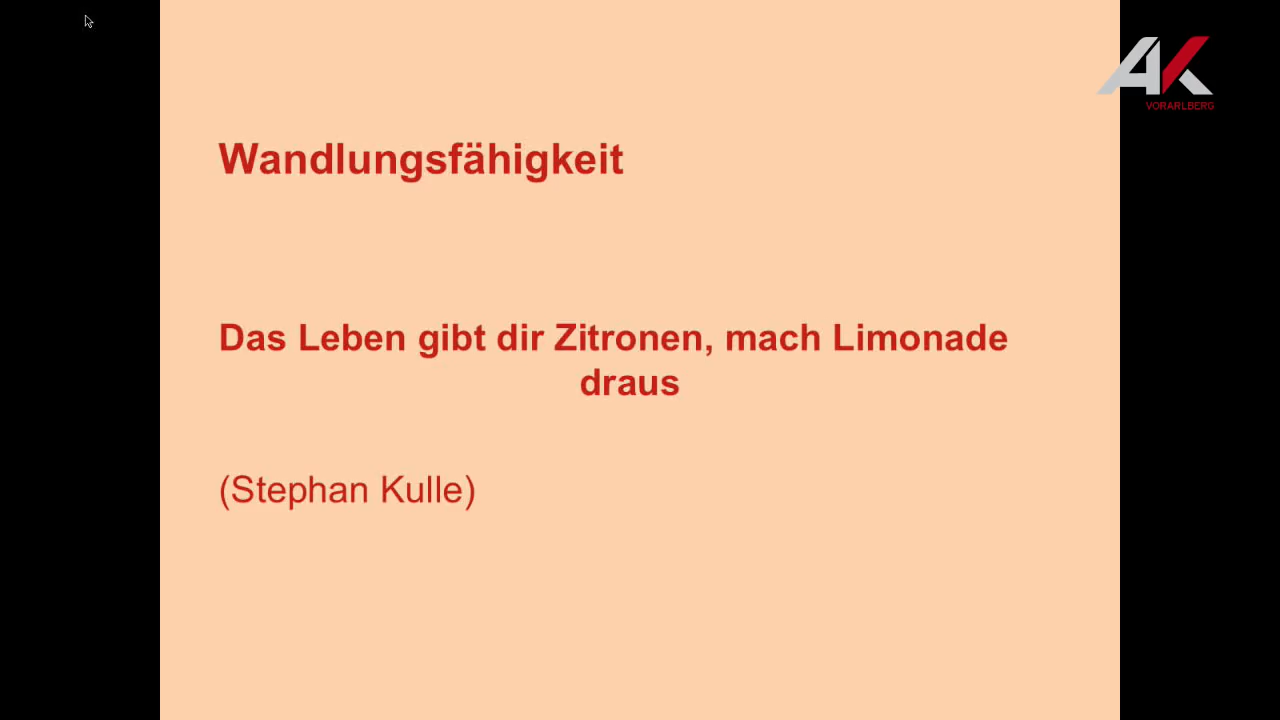 AK
VORARLBERG
Wandlungsfähigkeit
Das Leben gibt dir Zitronen, mach Limonade
draus
(Stephan Kulle)